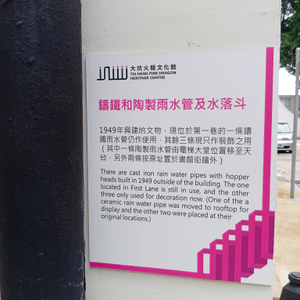 大坑火龍文化館
TAI HANG FIRE DRAGON
HERITAGE CENTRE
鑄鐵和陶製雨水管及水落斗
1949年興建的文物，現位於第一巷的一條鑄
鐵雨水管仍作使用，其餘三條現只作裝飾之用
（其中一條陶製雨水管由電梯大堂位置移至天
台，另外兩條按原址置於書館街牆外）
There are cast iron rain water pipes with hopper
heads built in 1949 outside of the building. The one
located in First Lane is still in use, and the other
three only used for decoration now. (One of the a
ceramic rain water pipe was moved to rooftop for
display and the other two were placed at their
original locations.)